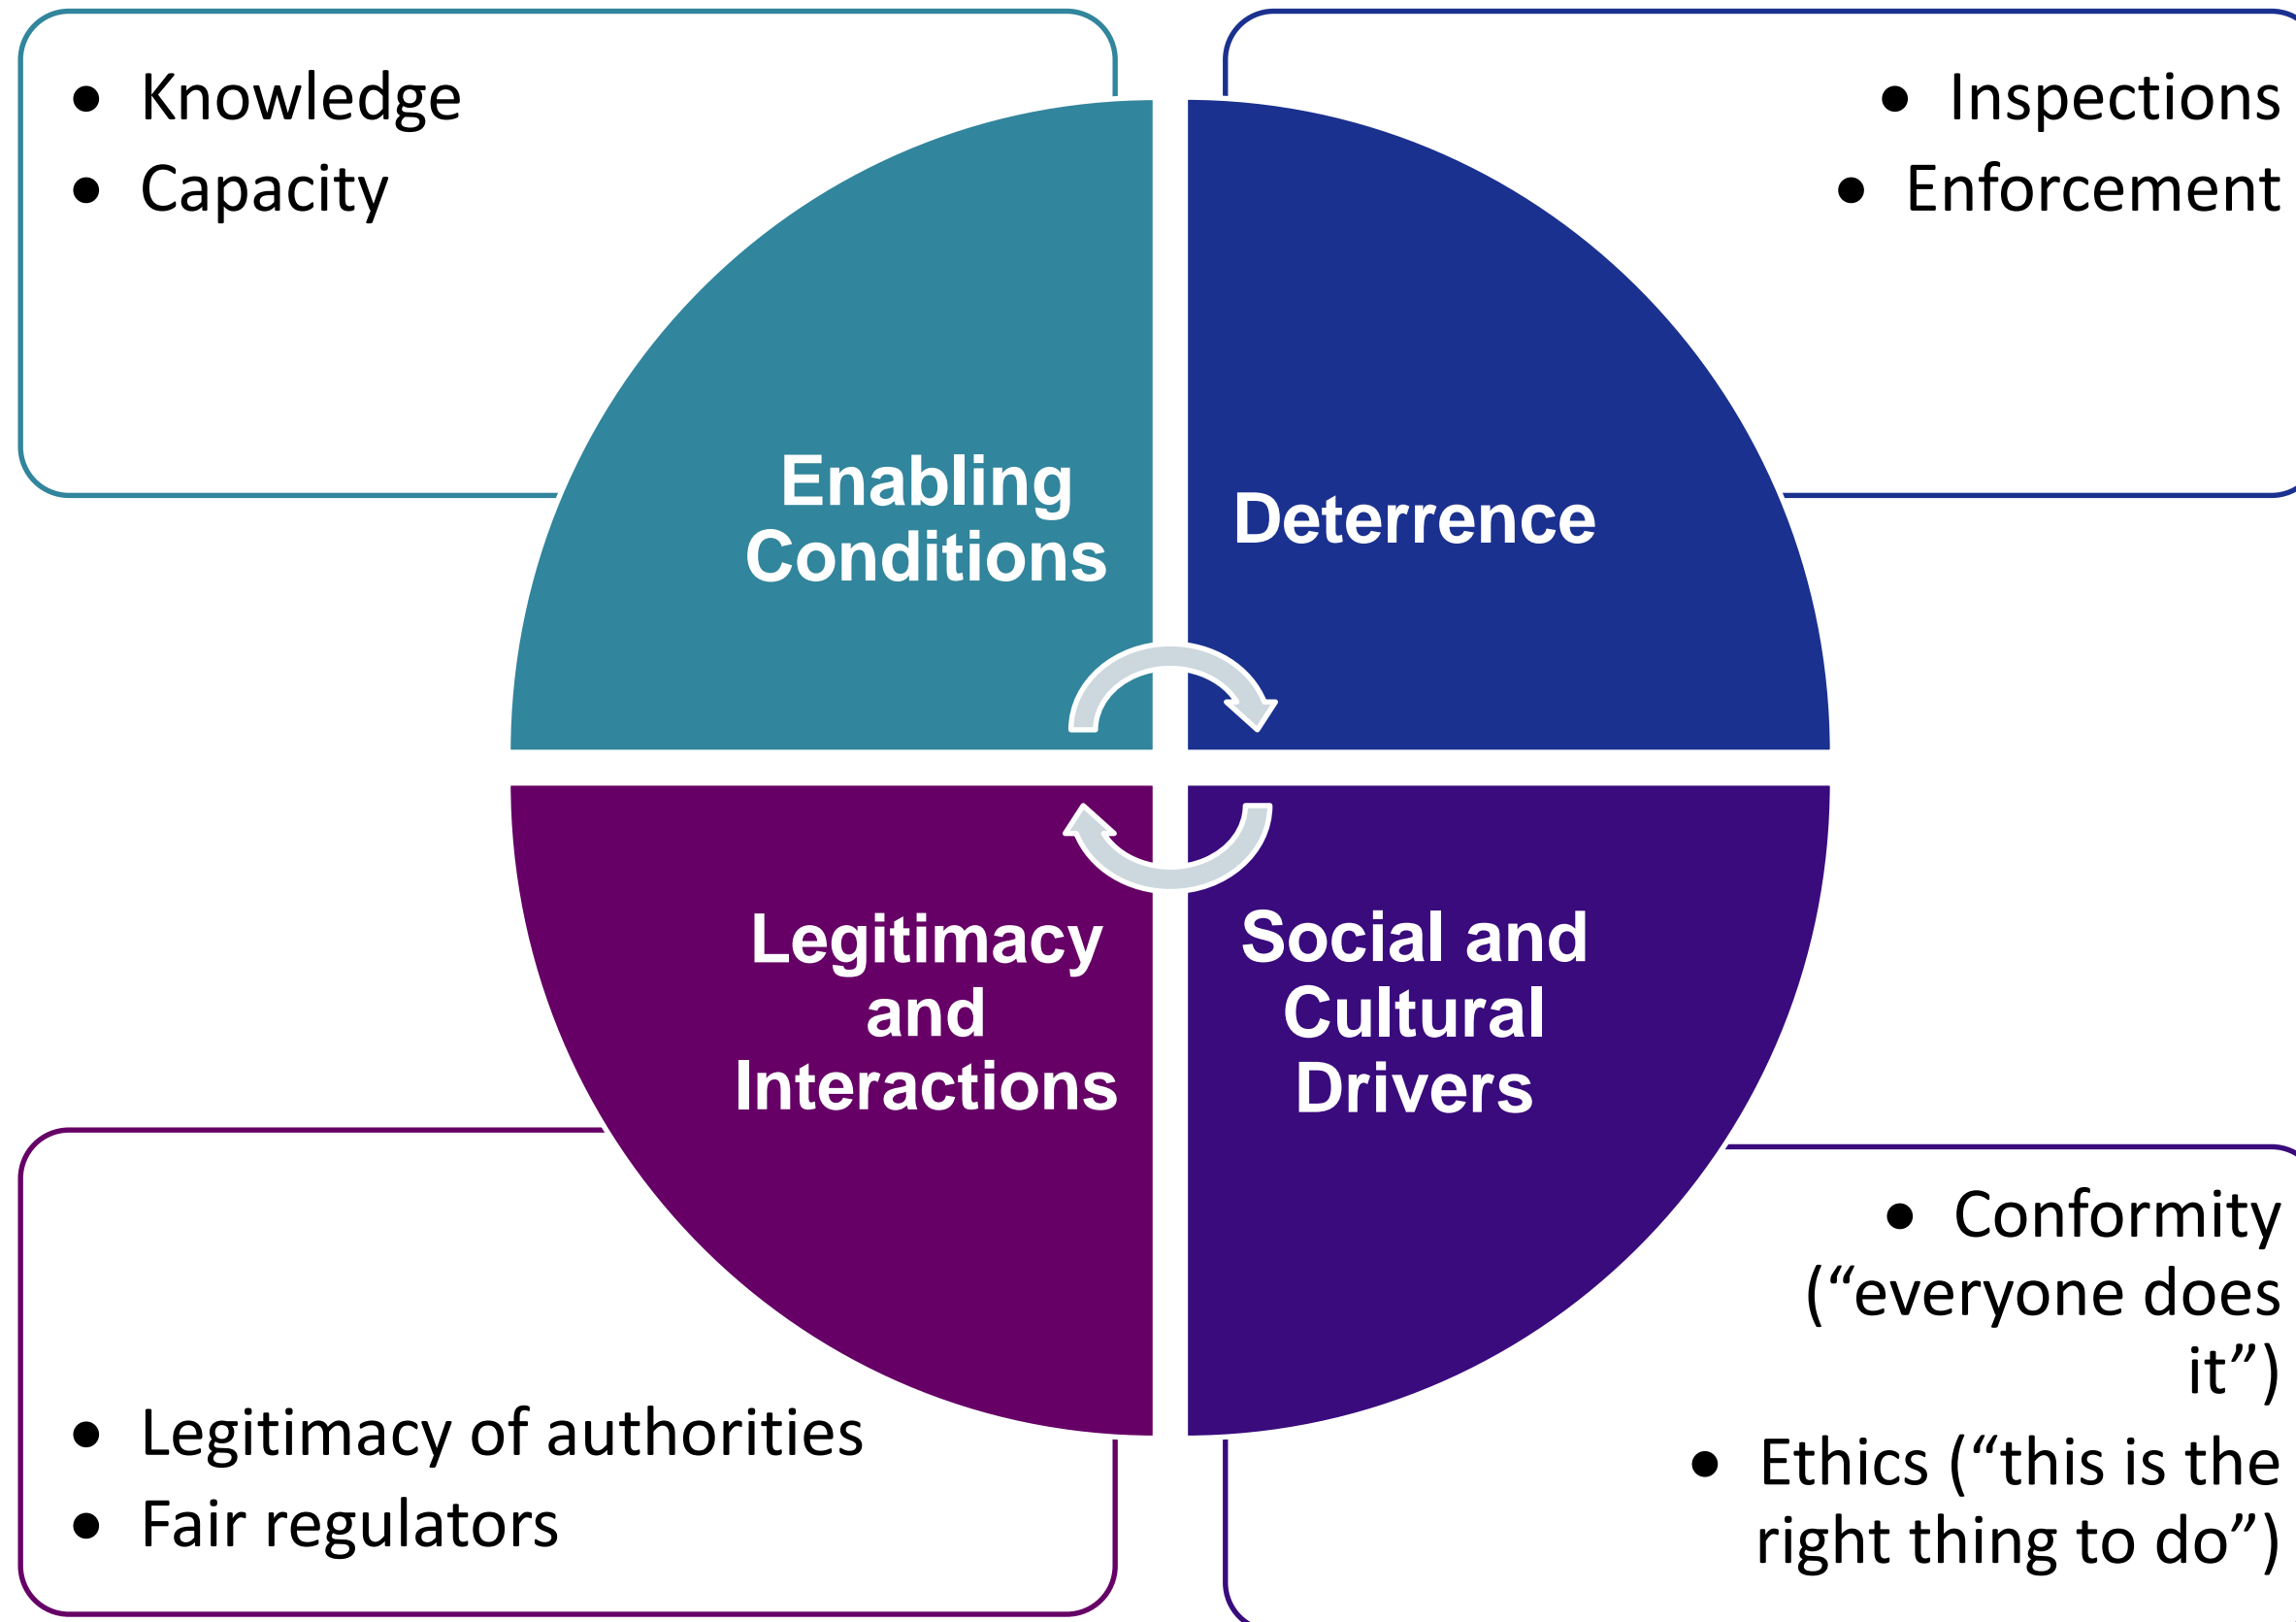 ● Knowledge
● Capacity
● Inspections
● Enforcement
Enabling
Conditions
Deterrence
Legitimacy
and
Interactions
Social and
Cultural
Drivers
● Legitimacy of authorities
● Fair regulators
● Conformity
(“everyone does
it”)
● Ethics (“this is the
right thing to do”)